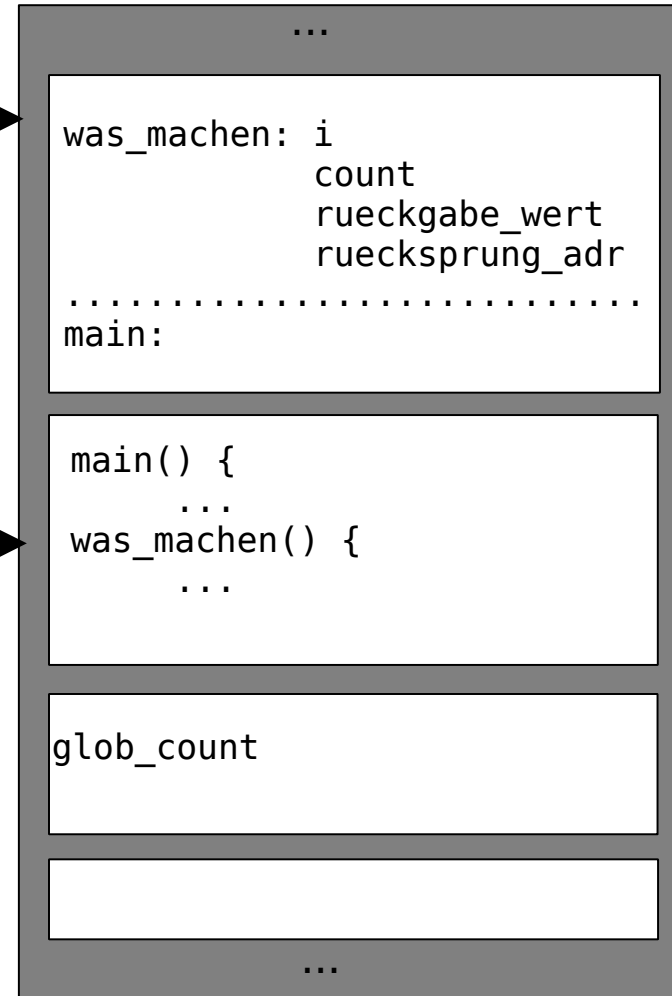 ...
was_machen: i
count
rueckgabe_wert
ruecksprung_adr
.............................
main:
main() {
...
was_machen() {
...
glob_count
...